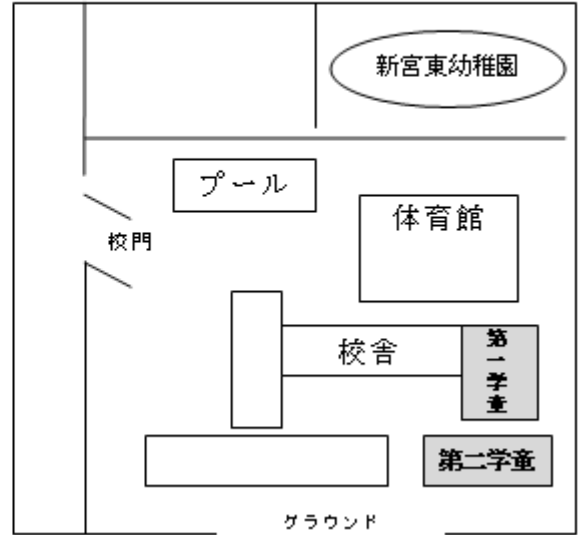 新宮東幼稚園
プール
体育館
校門
校舎
第一学童
第二学童
グラウンド